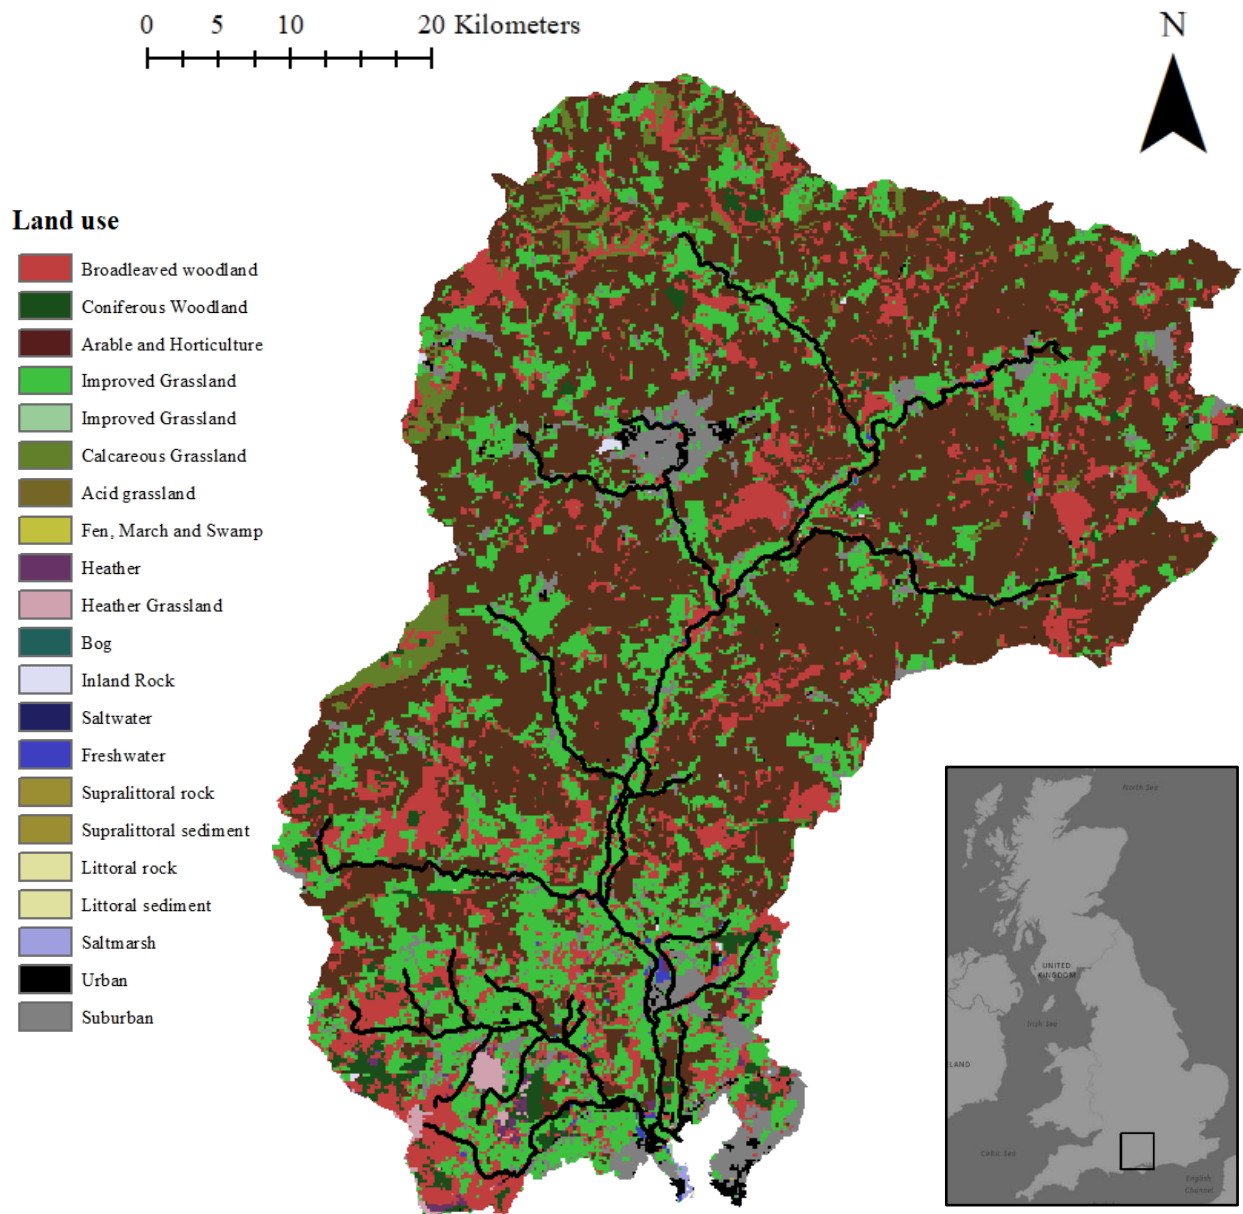 0 5 10 20 Kilometers
N
Land use
Broadleaved woodland
Coniferous Woodland
Arable and Horticulture
Improved Grassland
Improved Grassland
Calcareous Grassland
Acid grassland
Fen, March and Swamp
Heather
Heather Grassland
Bog
Inland Rock
Saltwater
Freshwater
Supralittoral rock
Supralittoral sediment
Littoral rock
Littoral sediment
Saltmarsh
Urban
Suburban
North Sea
UNITED
KINGDOM
Irish Sea
LAND
Celtic Sea
English
Channel